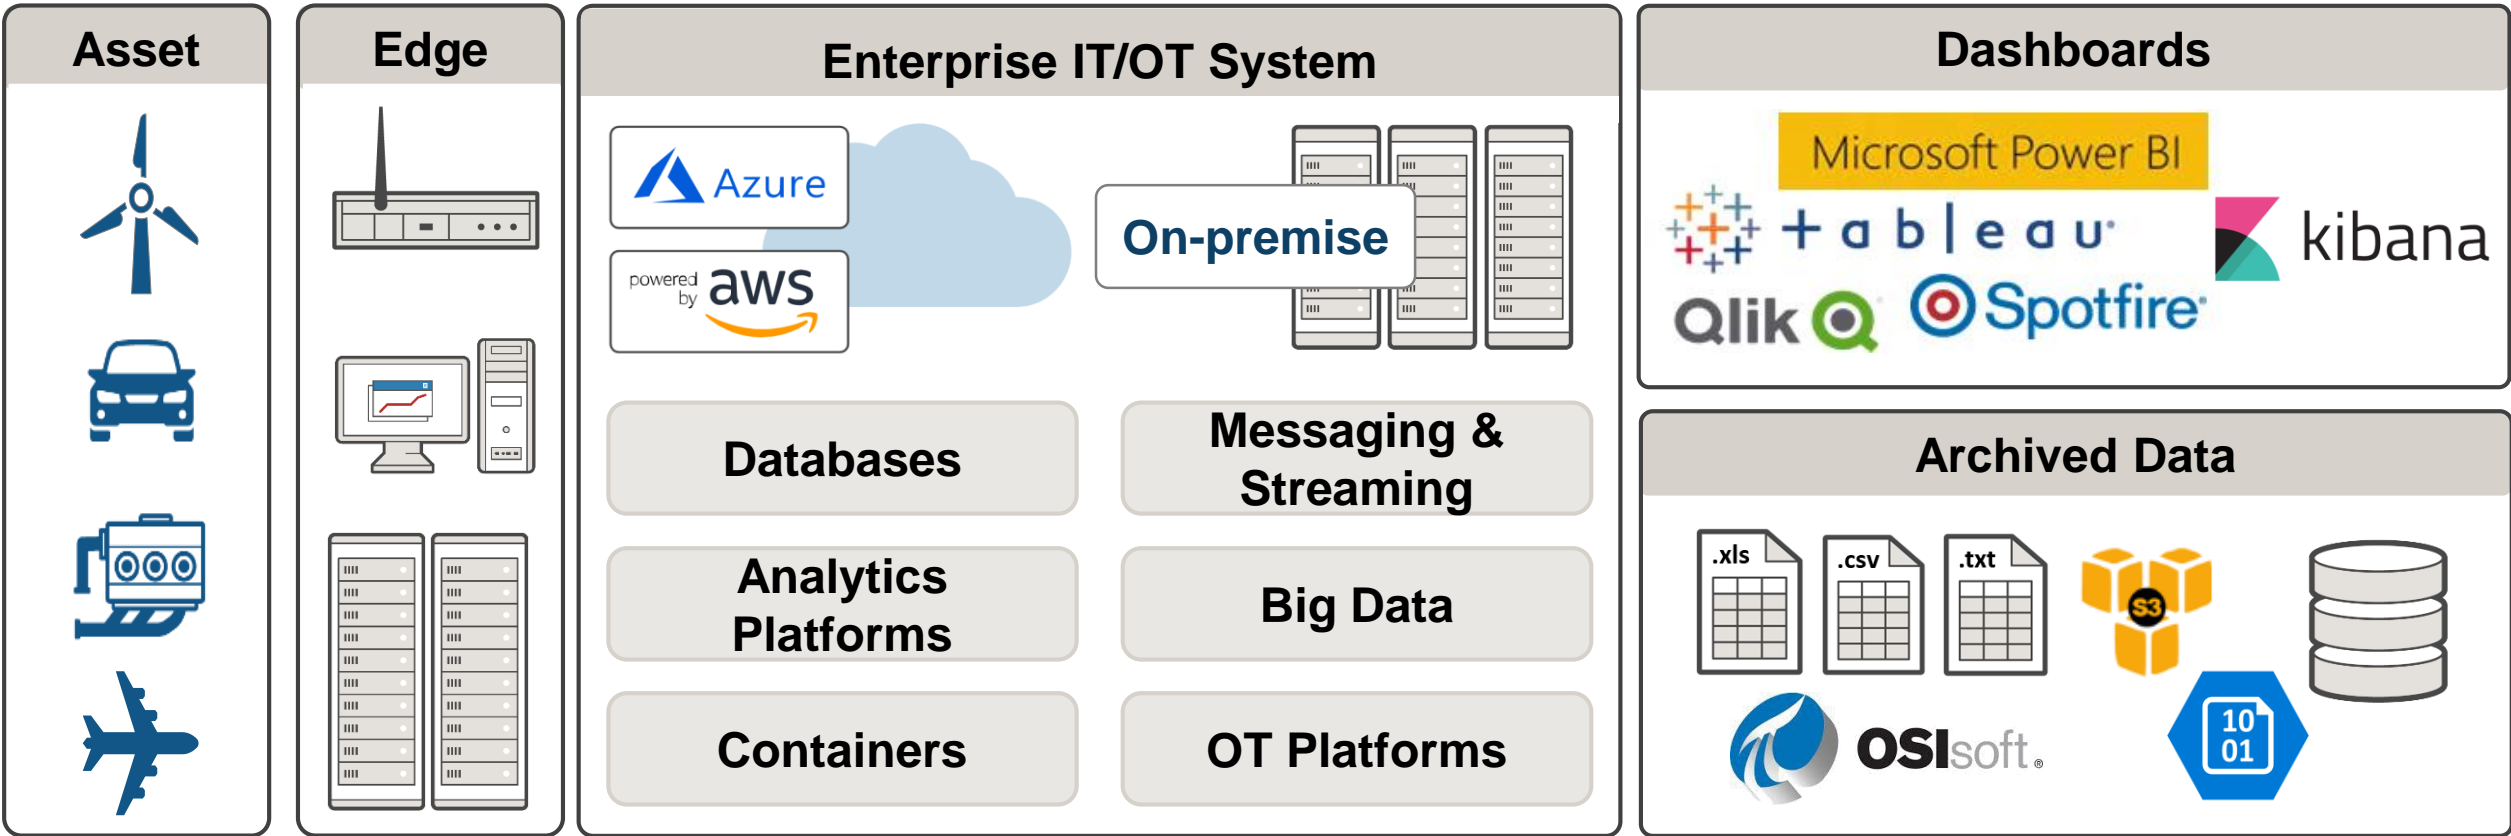 Asset
Edge
Enterprise IT/OT System
Azure
powered
by
aws
On-premise
Databases
Messaging &
Streaming
Analytics
Platforms
Big Data
Containers
OT Platforms
Dashboards
Microsoft Power BI
+ableau®
kibana
Qlik
Spotfire®
Archived Data
.xls
.csv
.txt
S3
OSIsoft®
10
01